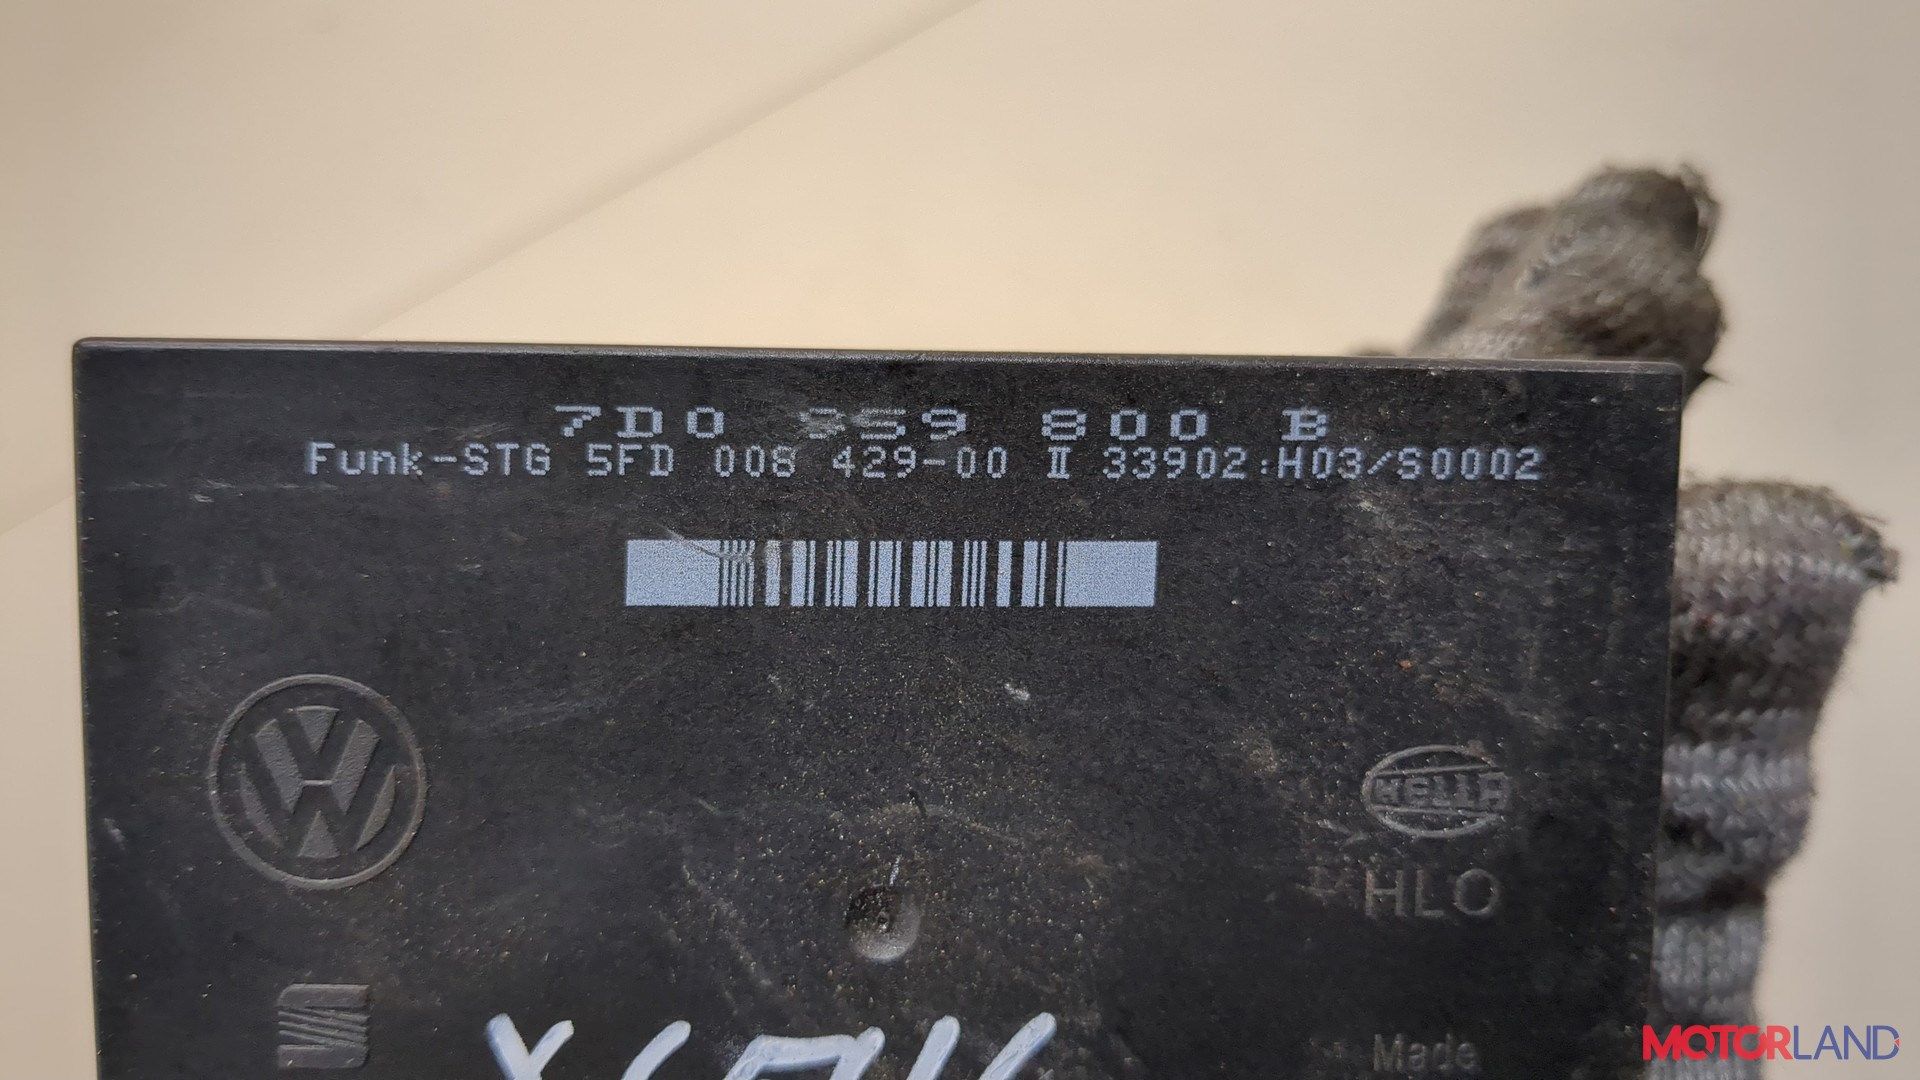 7D0 959 800 B
Funk-STG 5FD 008 429-00 II 33902:H03/S0002
HELLA
HLO
Made
MOTORLAND